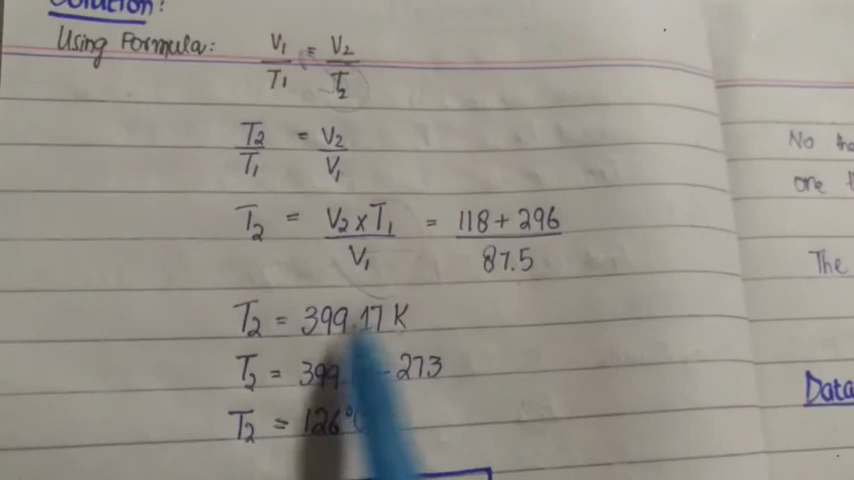 Solution:
Using Formula: V₁/T₁ = V₂/T₂
T₂/T₁ = V₂/V₁
T₂ = V₂ x T₁/V₁ = 118 + 296/87.5
T₂ = 399.17 K
T₂ = 399 - 273
T₂ = 126°
No the
one
The
Data